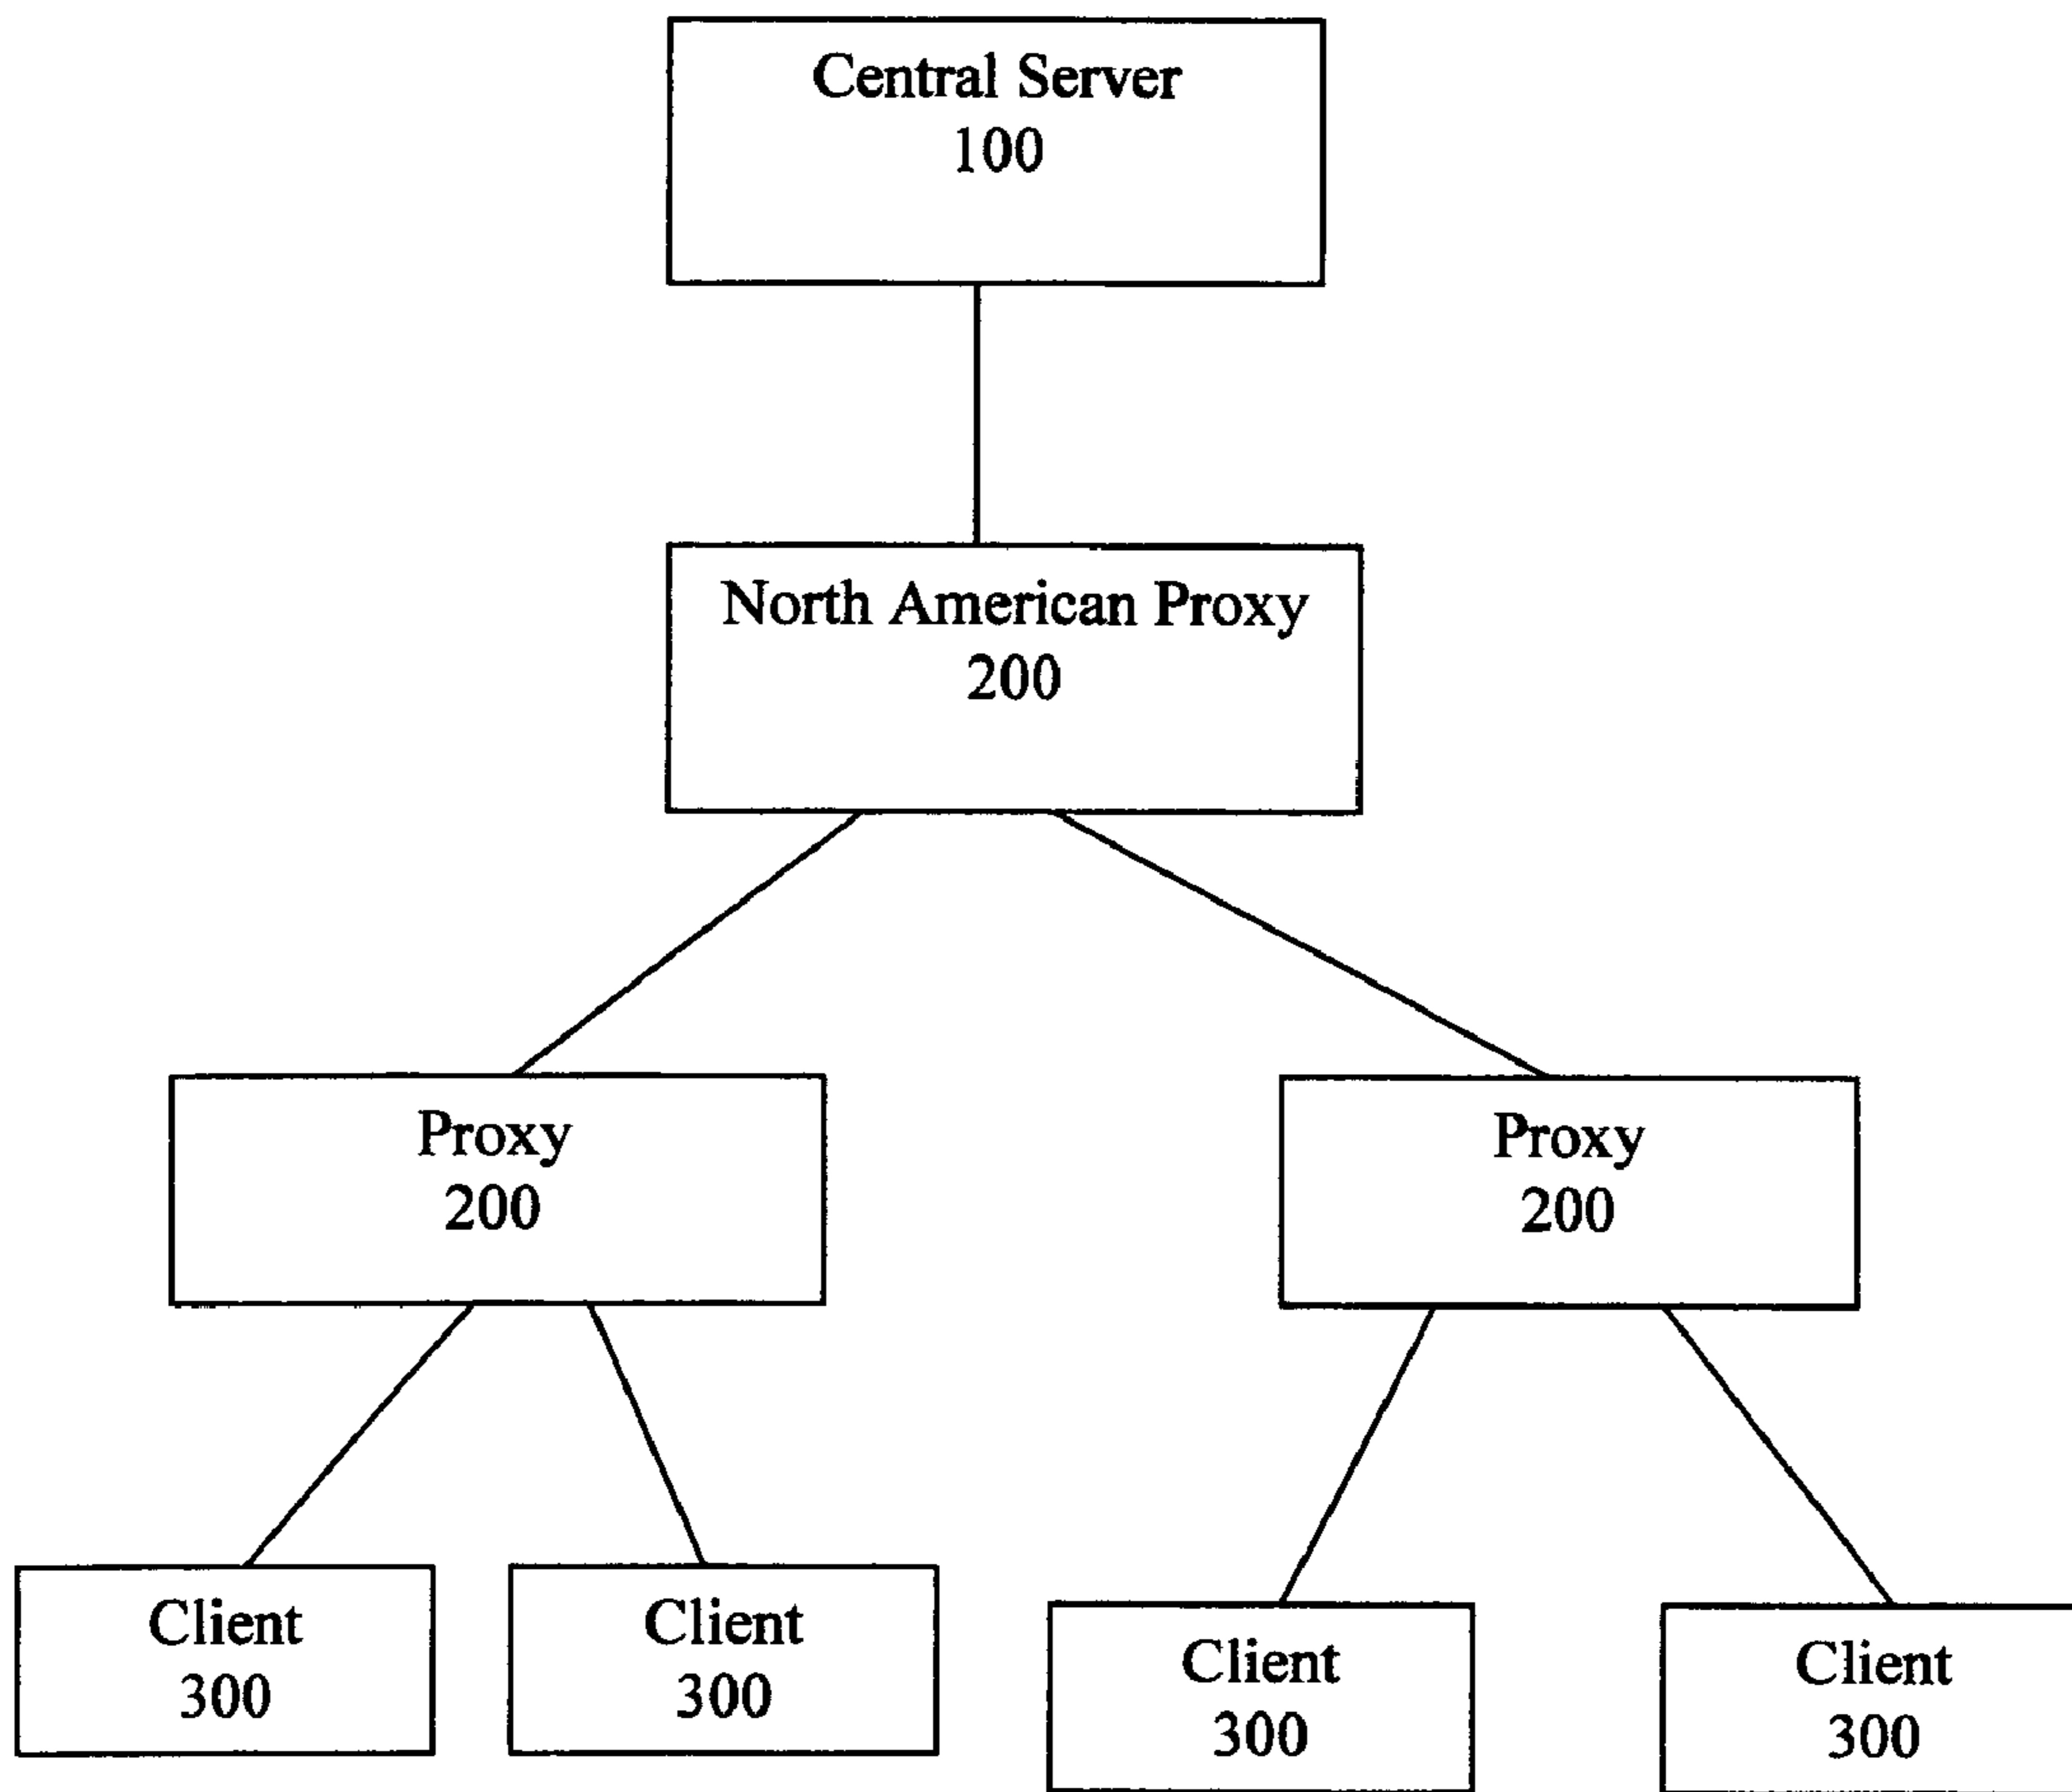 Central Server
100
North American Proxy
200
Proxy
200
Proxy
200
Client
300
Client
300
Client
300
Client
300